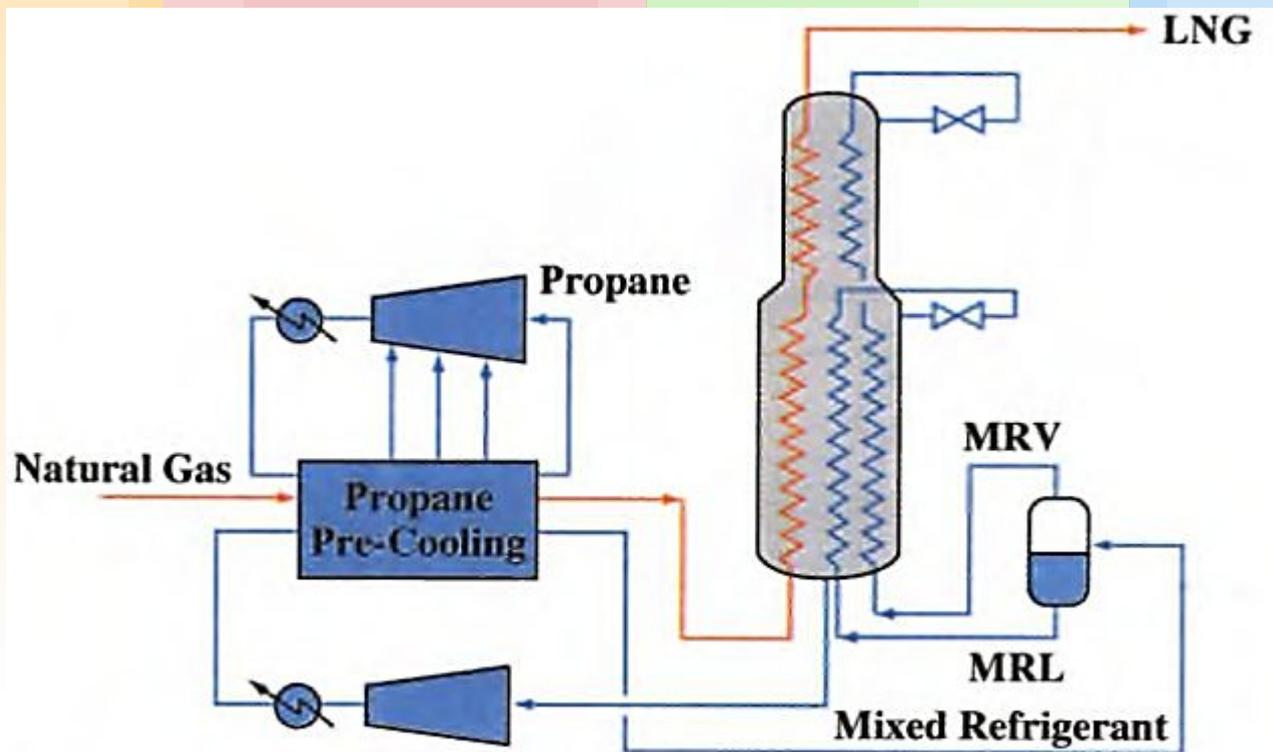 LNG
Propane
MRV
Natural Gas
Propane
Pre-Cooling
MRL
Mixed Refrigerant